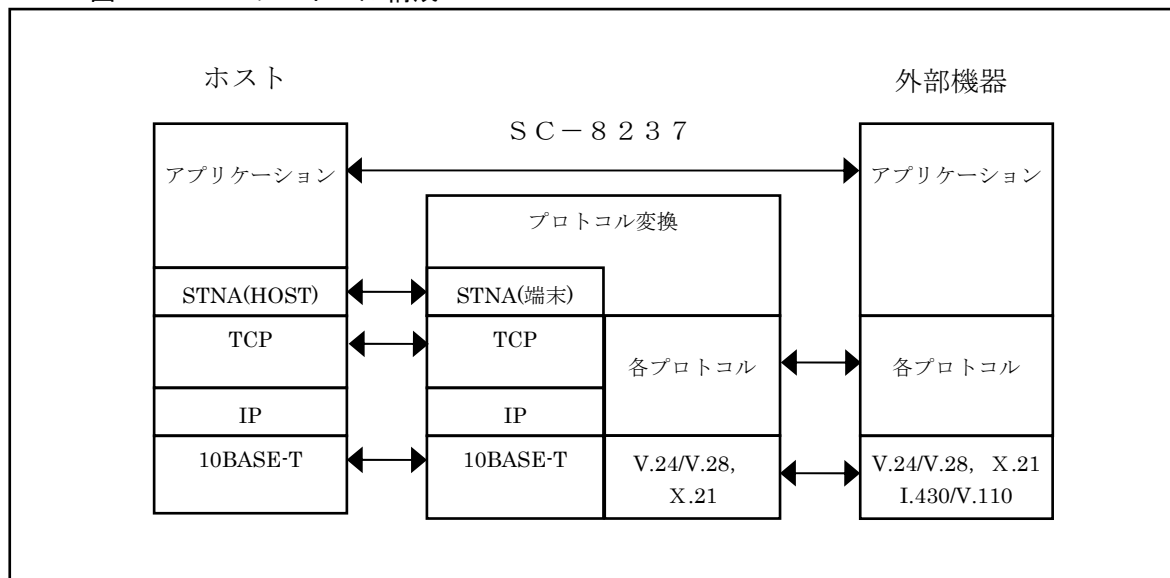 構成
ホスト
外部機器
ＳＣ－８２３７
アプリケーション
アプリケーション
プロトコル変換
STNA(HOST)
STNA(端末)
TCP
TCP
各プロトコル
各プロトコル
IP
IP
10BASE-T
10BASE-T
V.24/V.28,
Ｘ.21
V.24/V.28,　Ｘ.21
I.430/V.110